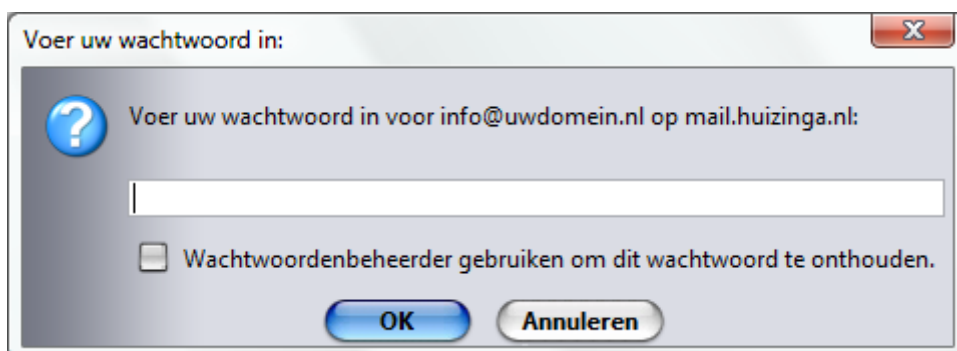 Voer uw wachtwoord in:
Voer uw wachtwoord in voor info@uwdomein.nl op mail.huizinga.nl:
Wachtwoordenbeheerder gebruiken om dit wachtwoord te onthouden.
OK Annuleren